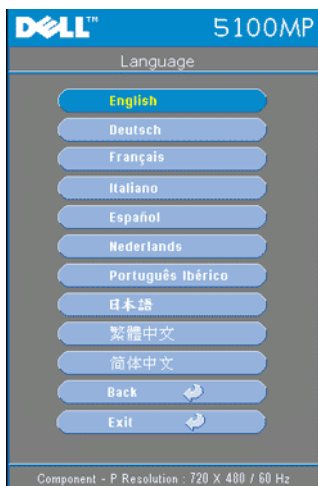 DELL™ 5100MP
Language
English
Deutsch
Français
Italiano
Español
Nederlands
Português Ibérico
日本語
繁體中文
简体中文
Back
Exit
Component - P Resolution : 720 X 480 / 60 Hz